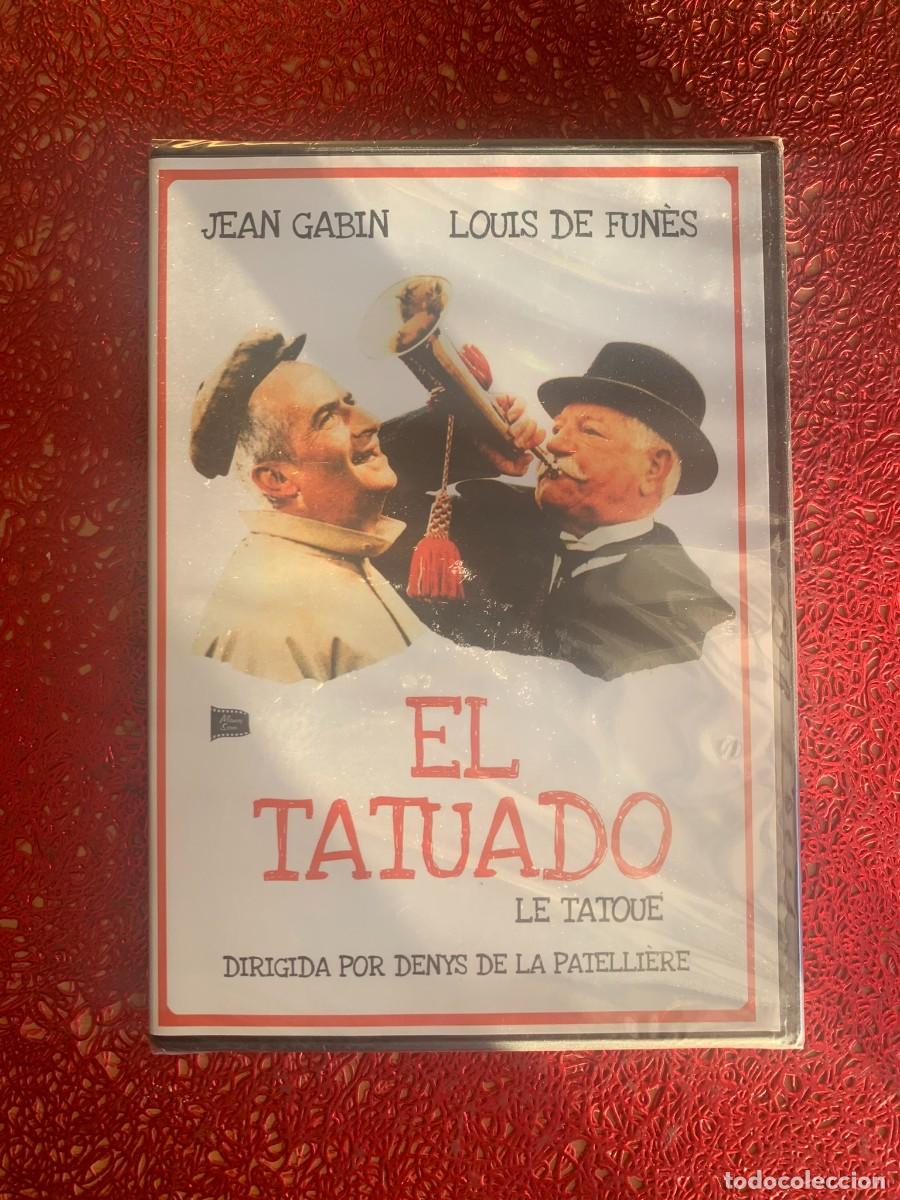 JEAN GABIN LOUIS DE FUNÈS
EL
TATUADO
LE TATOUÉ
DIRIGIDA POR DENYS DE LA PATELLIÈRE
todocoleccion